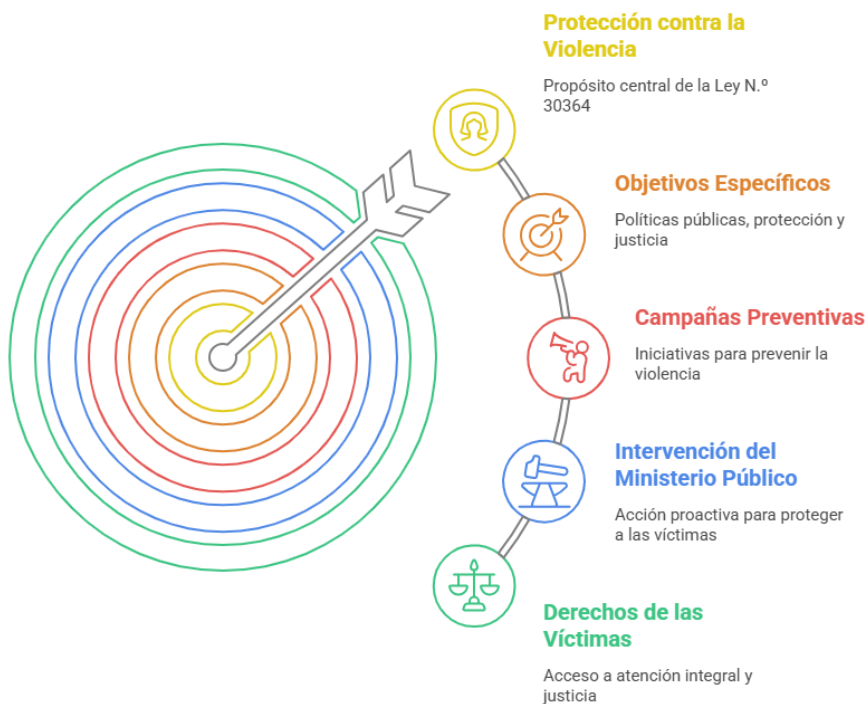 Protección contra la
Violencia
Propósito central de la Ley N.º
30364
Objetivos Específicos
Políticas públicas, protección y
justicia
Campañas Preventivas
Iniciativas para prevenir la
violencia
Intervención del
Ministerio Público
Acción proactiva para proteger
a las víctimas
Derechos de las
Víctimas
Acceso a atención integral y
justicia